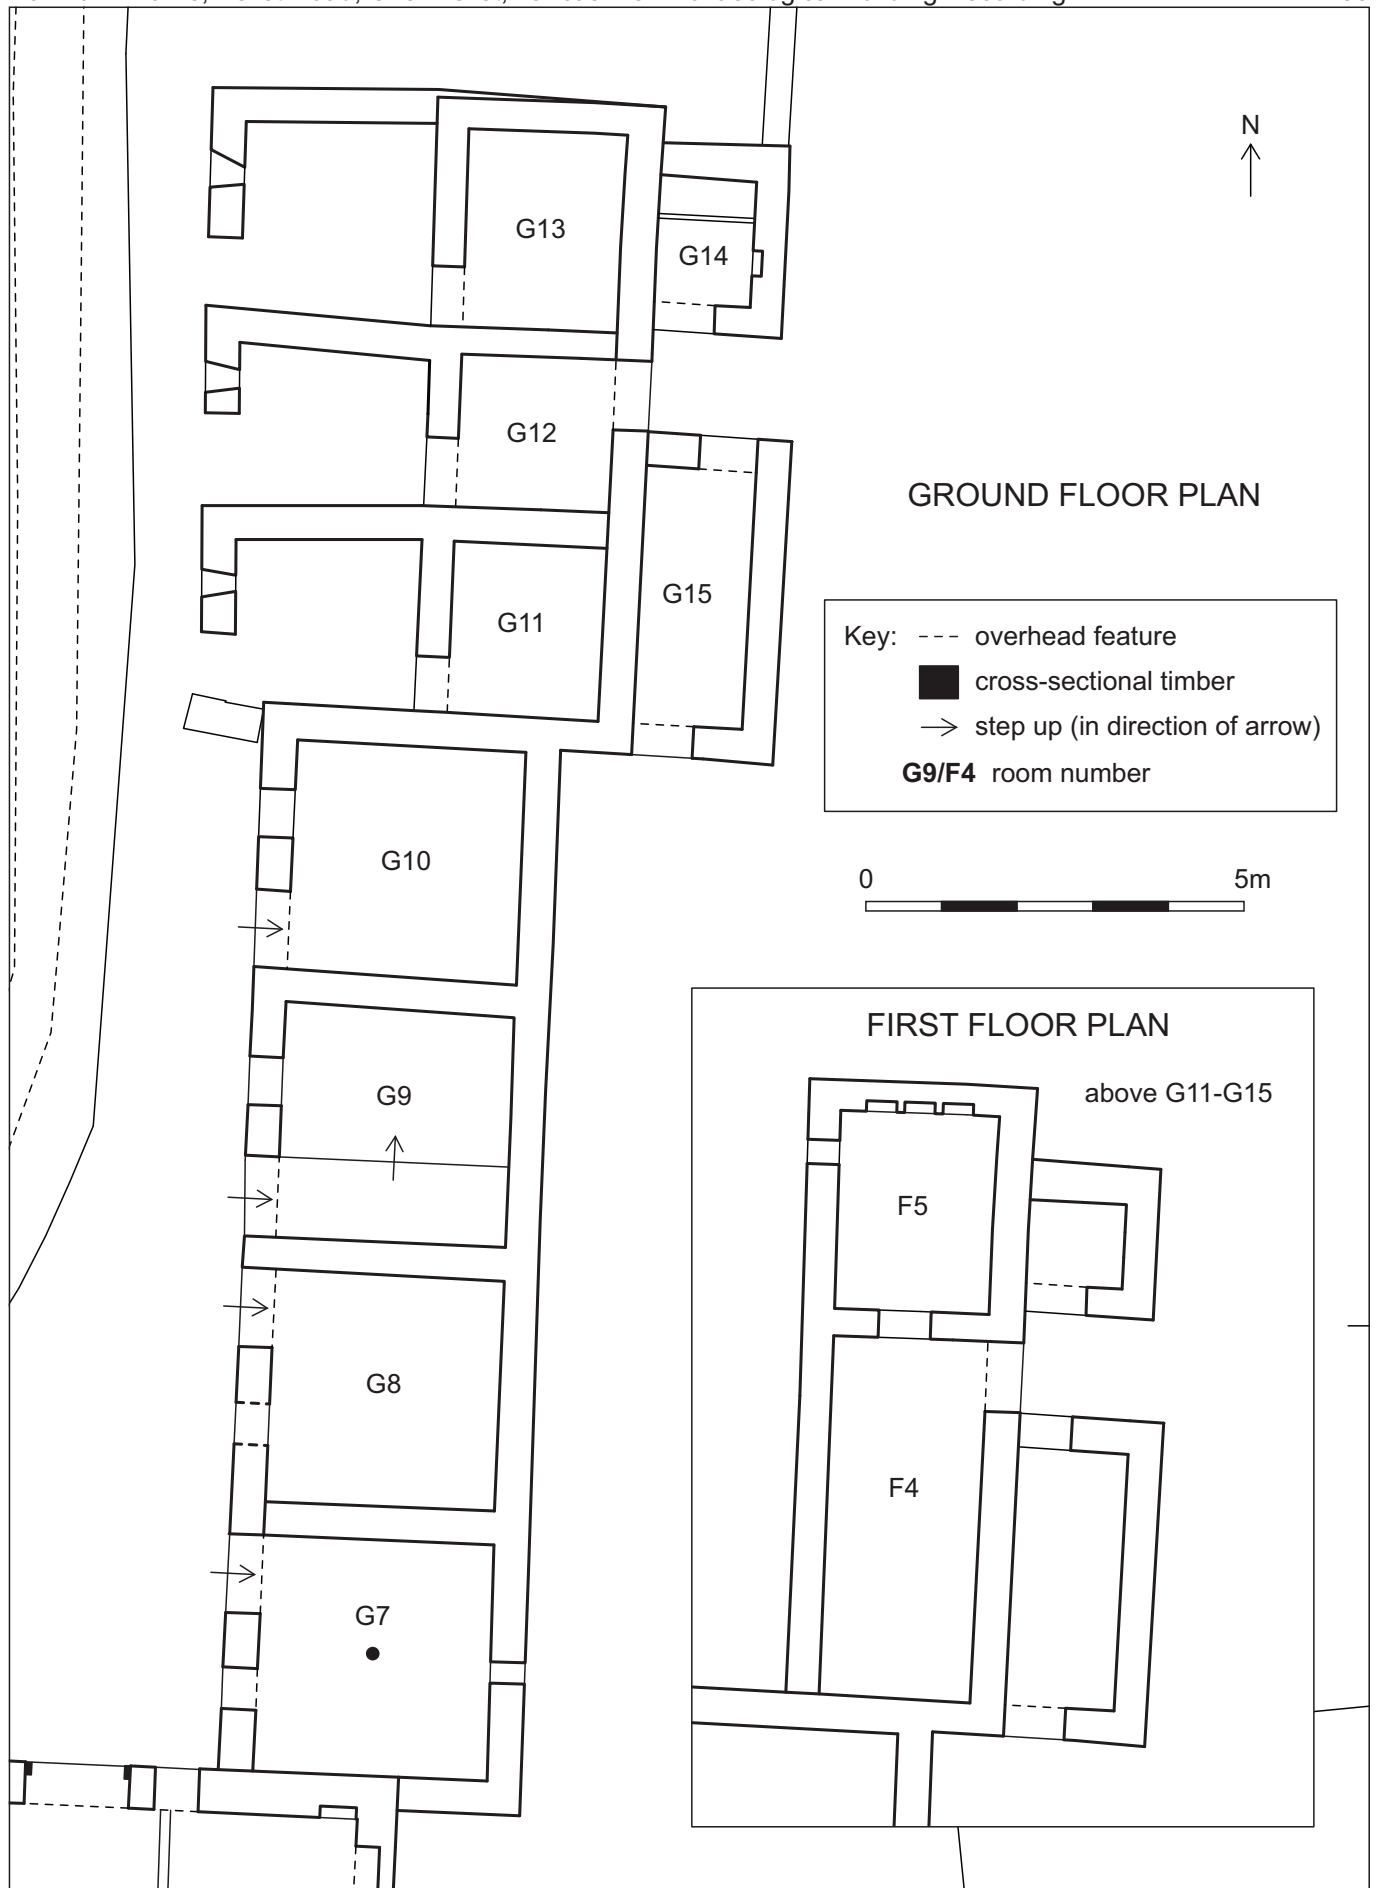 N
G13
G14
G12
GROUND FLOOR PLAN
G15
G11
Key: overhead feature
cross-sectional timber
step up (in direction of arrow)
G9/F4 room number
G10
0 5m
FIRST FLOOR PLAN
above G11-G15
G9
F5
G8
F4
G7